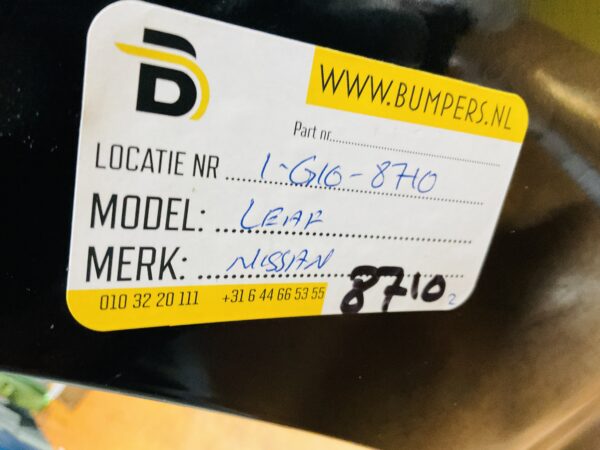 WWW.BUMPERS.NL
Part nr.
LOCATIE NR 1-G10-8710
MODEL: LEAF
MERK: NISSAN
010 32 20 111 +31 6 44 66 53 55 8710 2